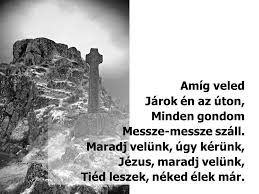 Amíg veled
Járok én az úton,
Minden gondom
Messze-messze száll.
Maradj velünk, úgy kérünk,
Jézus, maradj velünk,
Tiéd leszek, néked élek már.